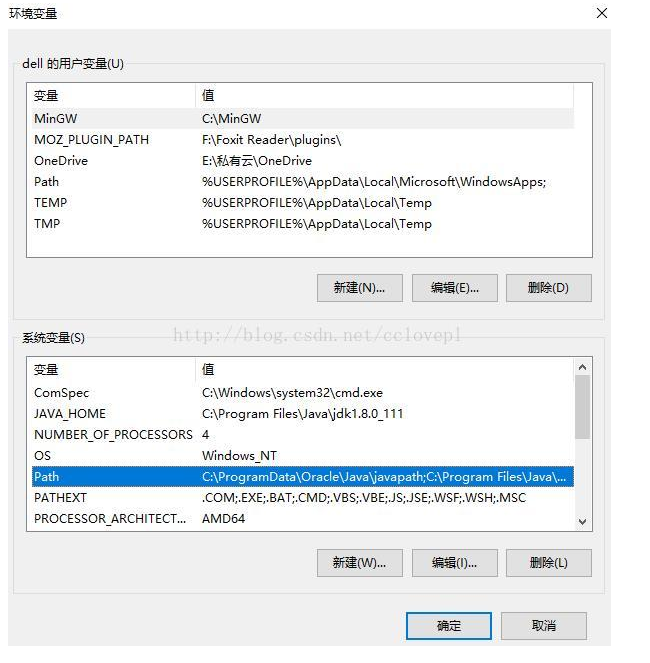 环境变量
dell 的用户变量(U)
变量 值
MinGW C:\MinGW
MOZ_PLUGIN_PATH F:\Foxit Reader\plugins\
OneDrive E:\私有云\OneDrive
Path %USERPROFILE%\AppData\Local\Microsoft\WindowsApps;
TEMP %USERPROFILE%\AppData\Local\Temp
TMP %USERPROFILE%\AppData\Local\Temp
新建(N)... 编辑(E)... 删除(D)
系统变量(S)
http://blog.csdn.net/cclovepl
变量 值
ComSpec C:\Windows\system32\cmd.exe
JAVA_HOME C:\Program Files\Java\jdk1.8.0_111
NUMBER_OF_PROCESSORS 4
OS Windows_NT
Path C:\ProgramData\Oracle\Java\javapath;C:\Program Files\Java\...
PATHEXT .COM;.EXE;.BAT;.CMD;.VBS;.VBE;.JS;.JSE;.WSF;.WSH;.MSC
PROCESSOR_ARCHITECT... AMD64
新建(W)... 编辑(I)... 删除(L)
确定 取消